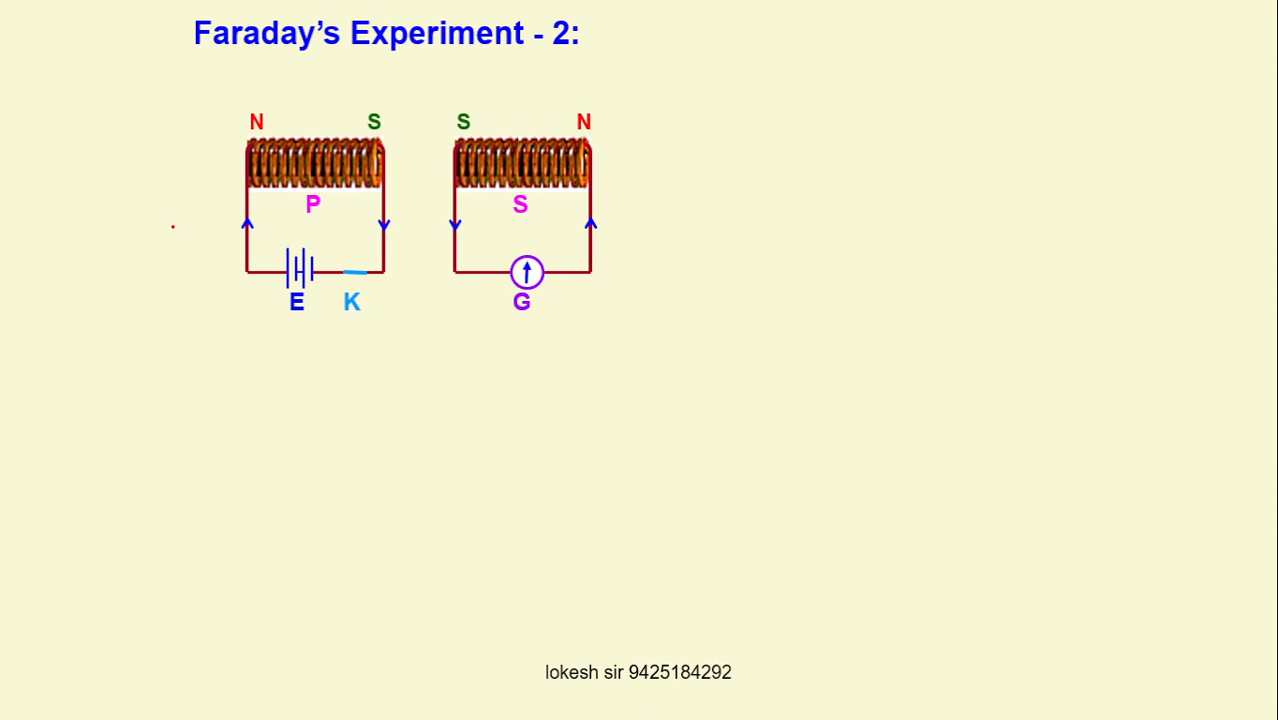 Faraday's Experiment - 2:
N S S N
P S
E K G
lokesh sir 9425184292